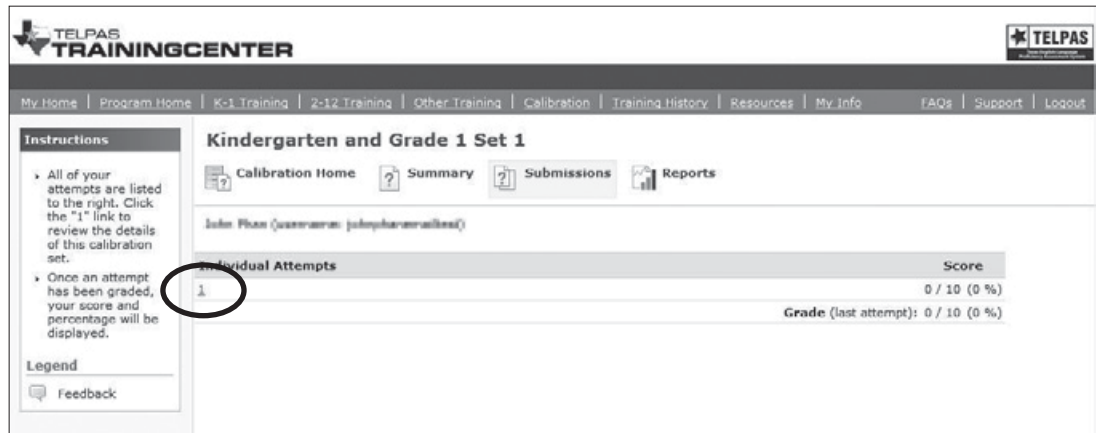 TELPAS
TRAININGCENTER
TELPAS
My Home | Program Home | K-1 Training | 2-12 Training | Other Training | Calibration | Training History | Resources | My Info FAQs | Support | Logout
Instructions
All of your
attempts are listed
to the right. Click
the "1" link to
review the details
of this calibration
set.
Once an attempt
has been graded,
your score and
percentage will be
displayed.
Legend
Feedback
Kindergarten and Grade 1 Set 1
Calibration Home Summary Submissions Reports
Individual Attempts Score
1 0 / 10 (0 %)
Grade (last attempt): 0 / 10 (0 %)